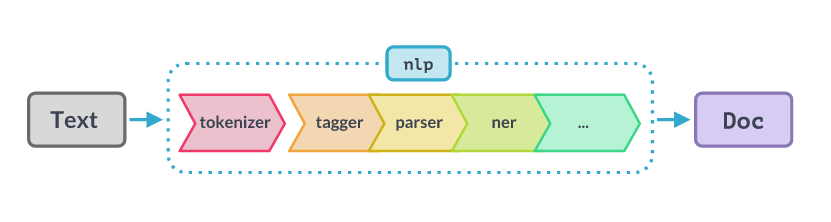 nlp
Text
tokenizer
tagger
parser
ner
...
Doc